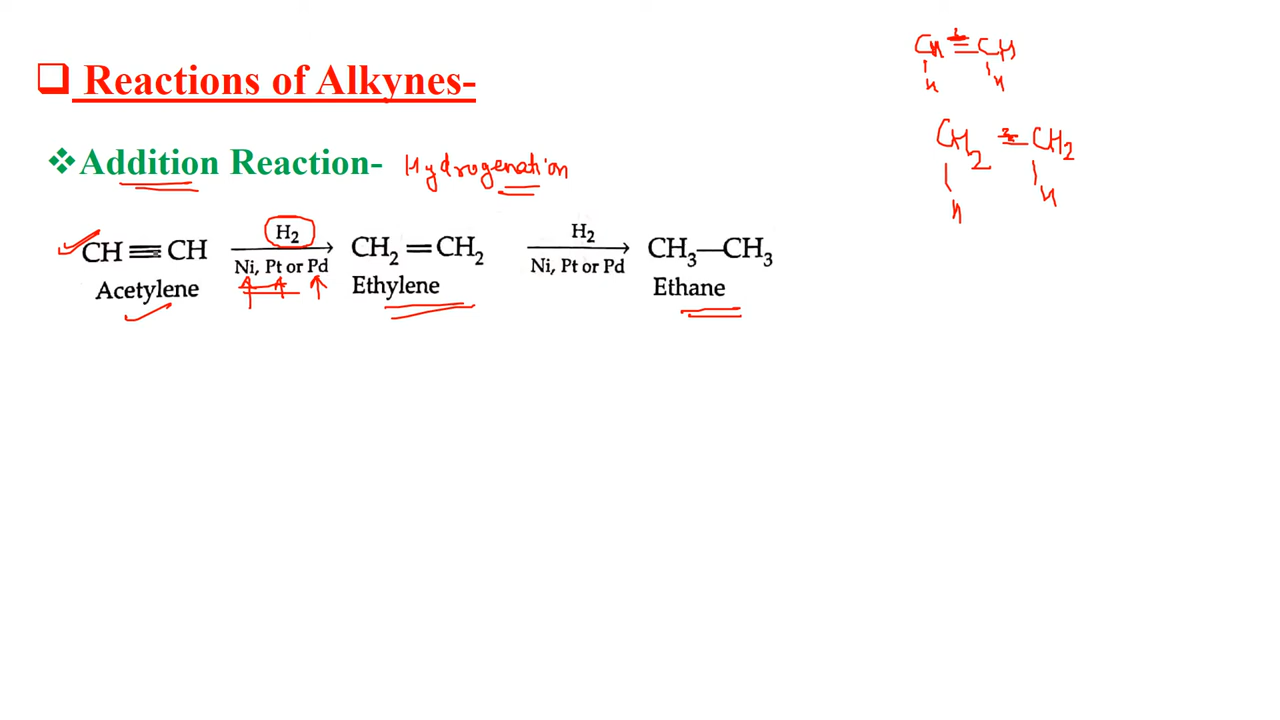 Reactions of Alkynes-
Addition Reaction- Hydrogenation
CH≡CH H₂ CH₂=CH₂ H₂ CH₃—CH₃
Ni, Pt or Pd Ni, Pt or Pd
Acetylene Ethylene Ethane
CH≡CH
H H
CH₂=CH₂
H H